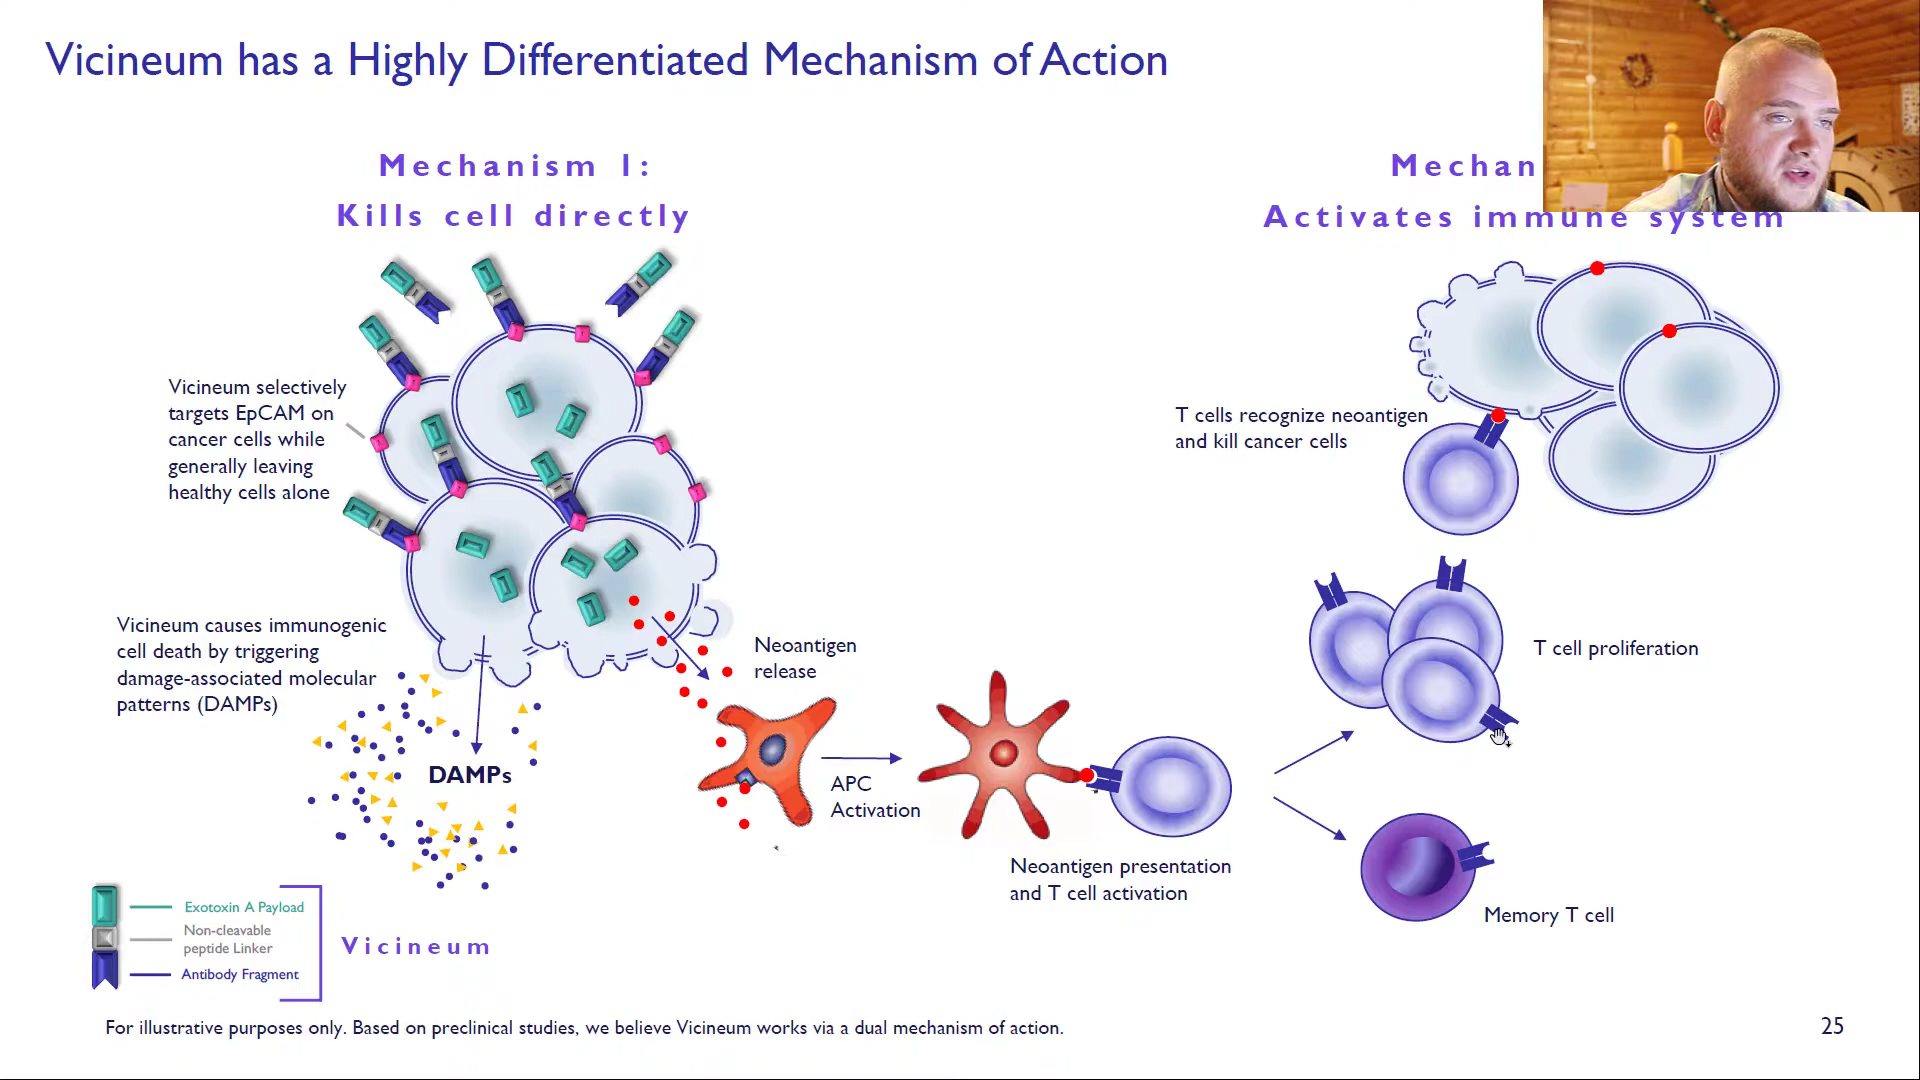 Vicineum has a Highly Differentiated Mechanism of Action
Mechanism 1:
Kills cell directly
Mechan
Activates immune system
Vicineum selectively
targets EpCAM on
cancer cells while
generally leaving
healthy cells alone
T cells recognize neoantigen
and kill cancer cells
Vicineum causes immunogenic
cell death by triggering
damage-associated molecular
patterns (DAMPs)
Neoantigen
release
T cell proliferation
DAMPs
APC
Activation
Neoantigen presentation
and T cell activation
Memory T cell
Exotoxin A Payload
Non-cleavable
peptide Linker
Antibody Fragment
Vicineum
For illustrative purposes only. Based on preclinical studies, we believe Vicineum works via a dual mechanism of action.
25